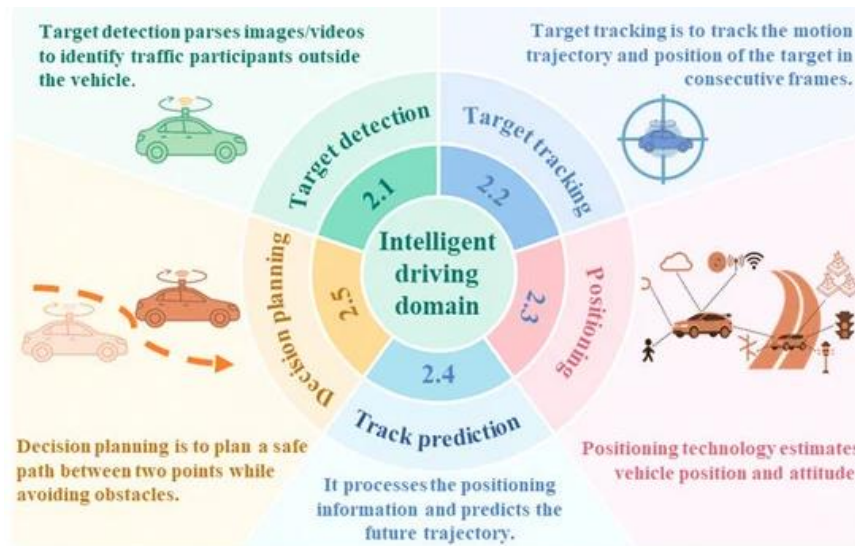 Target detection parses images/videos
to identify traffic participants outside
the vehicle.
Target tracking is to track the motion
trajectory and position of the target in
consecutive frames.
Target detection
Target tracking
2.1
2.2
Intelligent
driving
domain
Decision planning
2.5
2.3
Positioning
2.4
Track prediction
Decision planning is to plan a safe
path between two points while
avoiding obstacles.
It processes the positioning
information and predicts the
future trajectory.
Positioning technology estimates
vehicle position and attitude